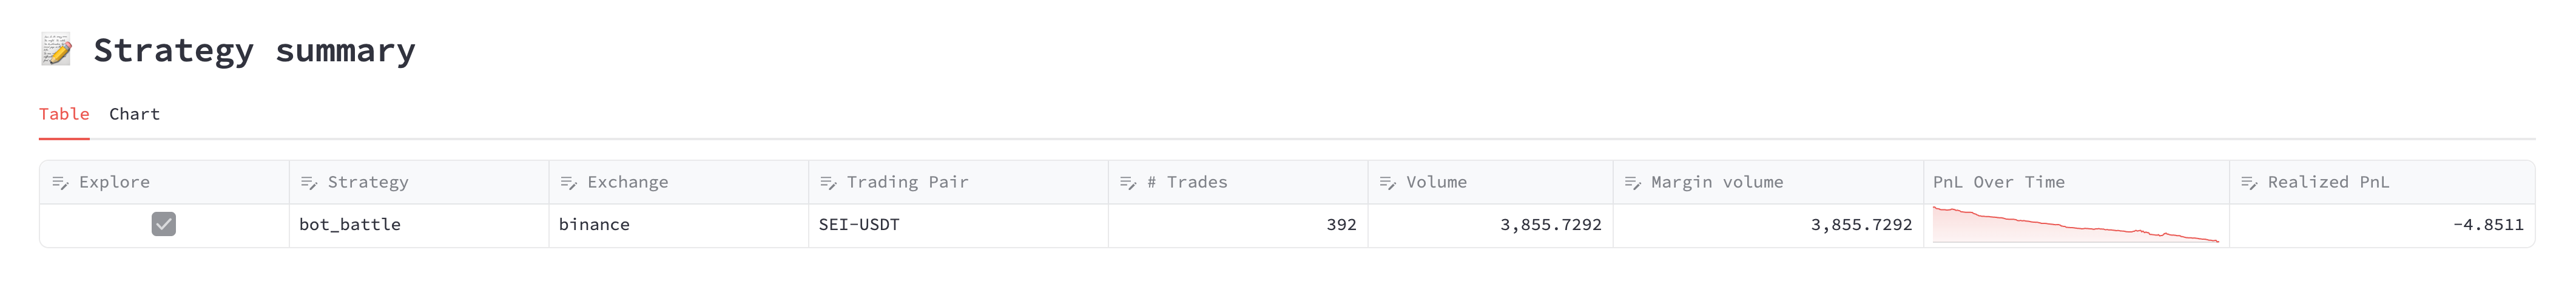 Strategy summary
Table Chart
Explore Strategy Exchange Trading Pair # Trades Volume Margin volume PnL Over Time Realized PnL
bot_battle binance SEI-USDT 392 3,855.7292 3,855.7292 -4.8511